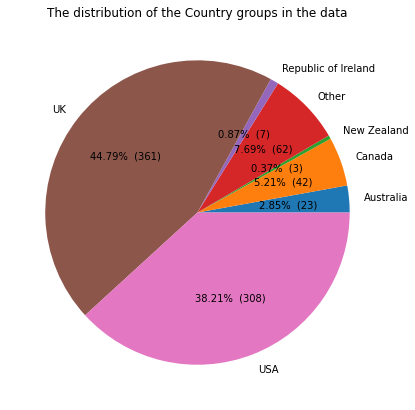 The distribution of the Country groups in the data
Republic of Ireland
Other
UK
New Zealand
0.87%  (7)
7.69%  (62)
44.79%  (361)
Canada
0.37%  (3)
5.21%  (42)
Australia
2.85%  (23)
38.21%  (308)
USA